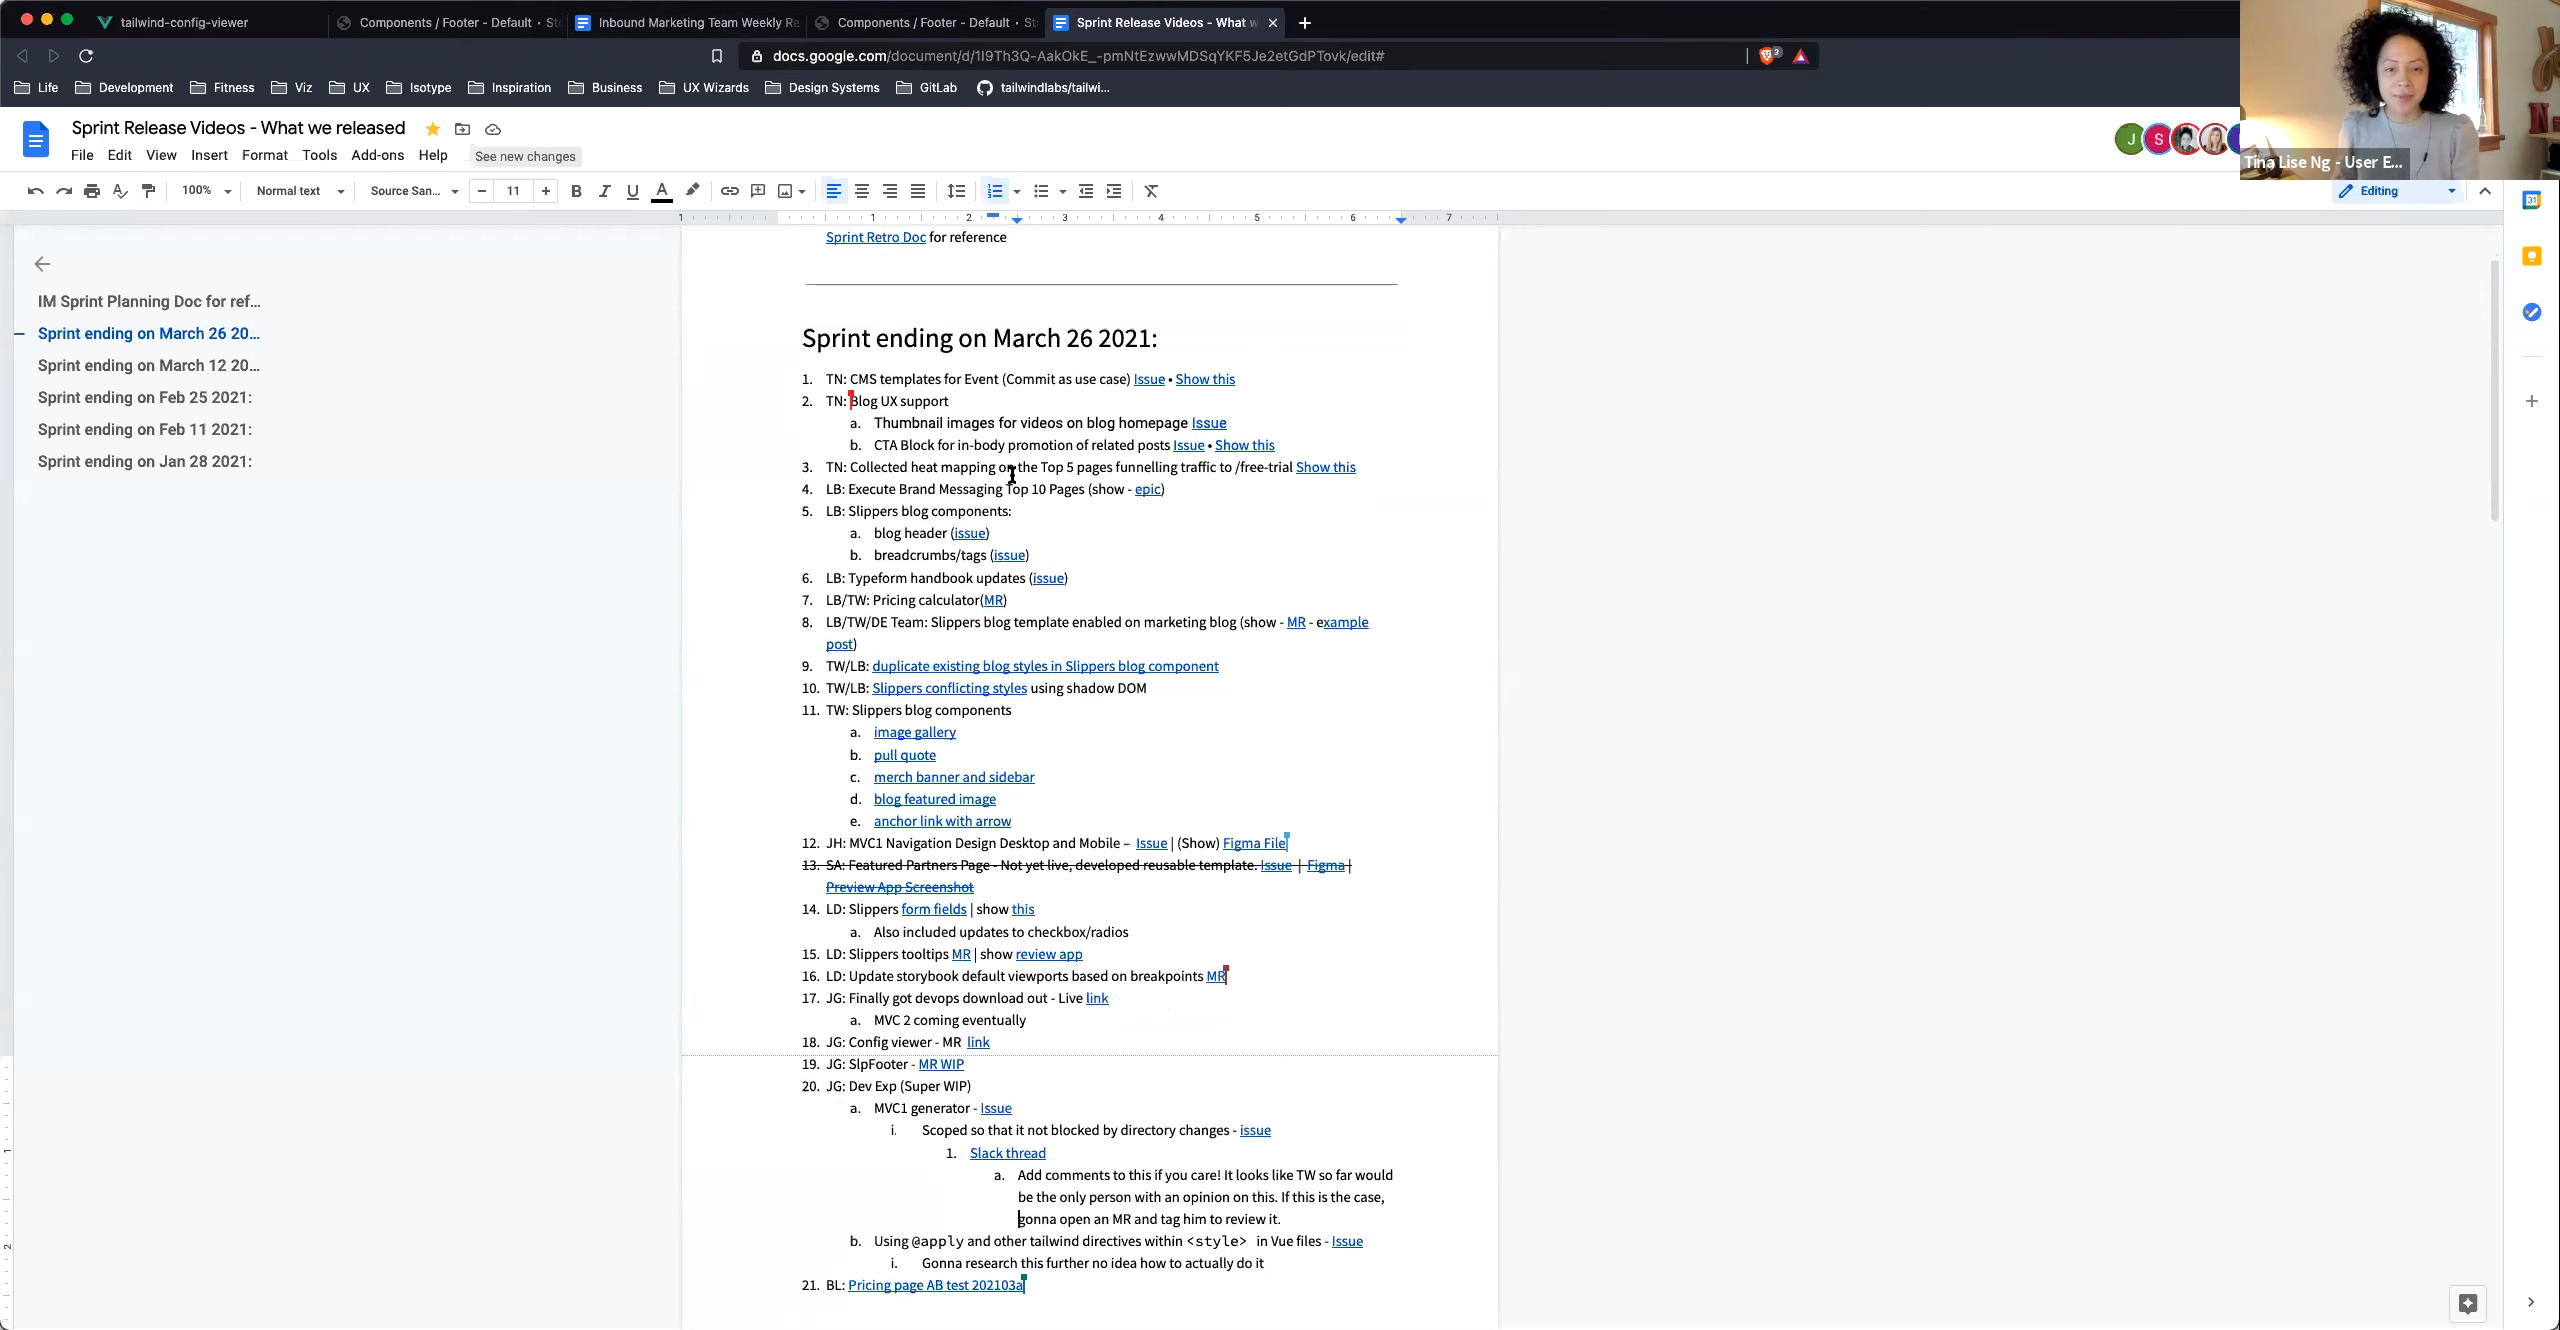 tailwind-config-viewer
Components / Footer - Default · St
Inbound Marketing Team Weekly Re
Components / Footer - Default · St
Sprint Release Videos - What w
docs.google.com/document/d/1I9Th3Q-AakOkE_-pmNtEzwwMDSqYKF5Je2etGdPTovk/edit#
3
Life
Development
Fitness
Viz
UX
Isotype
Inspiration
Business
UX Wizards
Design Systems
GitLab
tailwindlabs/tailwi...
Sprint Release Videos - What we released
File Edit View Insert Format Tools Add-ons Help See new changes
J
S
Tina Lise Ng - User E...
100% Normal text Source San... 11 B I U A
Editing
31
1 1 2 3 4 5 6 7
IM Sprint Planning Doc for ref...
Sprint ending on March 26 20...
Sprint ending on March 12 20...
Sprint ending on Feb 25 2021:
Sprint ending on Feb 11 2021:
Sprint ending on Jan 28 2021:
Sprint Retro Doc for reference
Sprint ending on March 26 2021:
1. TN: CMS templates for Event (Commit as use case) Issue • Show this
2. TN: Blog UX support
a. Thumbnail images for videos on blog homepage Issue
b. CTA Block for in-body promotion of related posts Issue • Show this
3. TN: Collected heat mapping on the Top 5 pages funnelling traffic to /free-trial Show this
4. LB: Execute Brand Messaging Top 10 Pages (show - epic)
5. LB: Slippers blog components:
a. blog header (issue)
b. breadcrumbs/tags (issue)
6. LB: Typeform handbook updates (issue)
7. LB/TW: Pricing calculator(MR)
8. LB/TW/DE Team: Slippers blog template enabled on marketing blog (show - MR - example
post)
9. TW/LB: duplicate existing blog styles in Slippers blog component
10. TW/LB: Slippers conflicting styles using shadow DOM
11. TW: Slippers blog components
a. image gallery
b. pull quote
c. merch banner and sidebar
d. blog featured image
e. anchor link with arrow
12. JH: MVC1 Navigation Design Desktop and Mobile – Issue | (Show) Figma File
13. SA: Featured Partners Page - Not yet live, developed reusable template. Issue | Figma |
Preview App Screenshot
14. LD: Slippers form fields | show this
a. Also included updates to checkbox/radios
15. LD: Slippers tooltips MR | show review app
16. LD: Update storybook default viewports based on breakpoints MR
17. JG: Finally got devops download out - Live link
a. MVC 2 coming eventually
18. JG: Config viewer - MR link
19. JG: SlpFooter - MR WIP
20. JG: Dev Exp (Super WIP)
a. MVC1 generator - Issue
i. Scoped so that it not blocked by directory changes - issue
1. Slack thread
a. Add comments to this if you care! It looks like TW so far would
be the only person with an opinion on this. If this is the case,
gonna open an MR and tag him to review it.
b. Using @apply and other tailwind directives within <style> in Vue files - Issue
i. Gonna research this further no idea how to actually do it
21. BL: Pricing page AB test 202103a
1
2